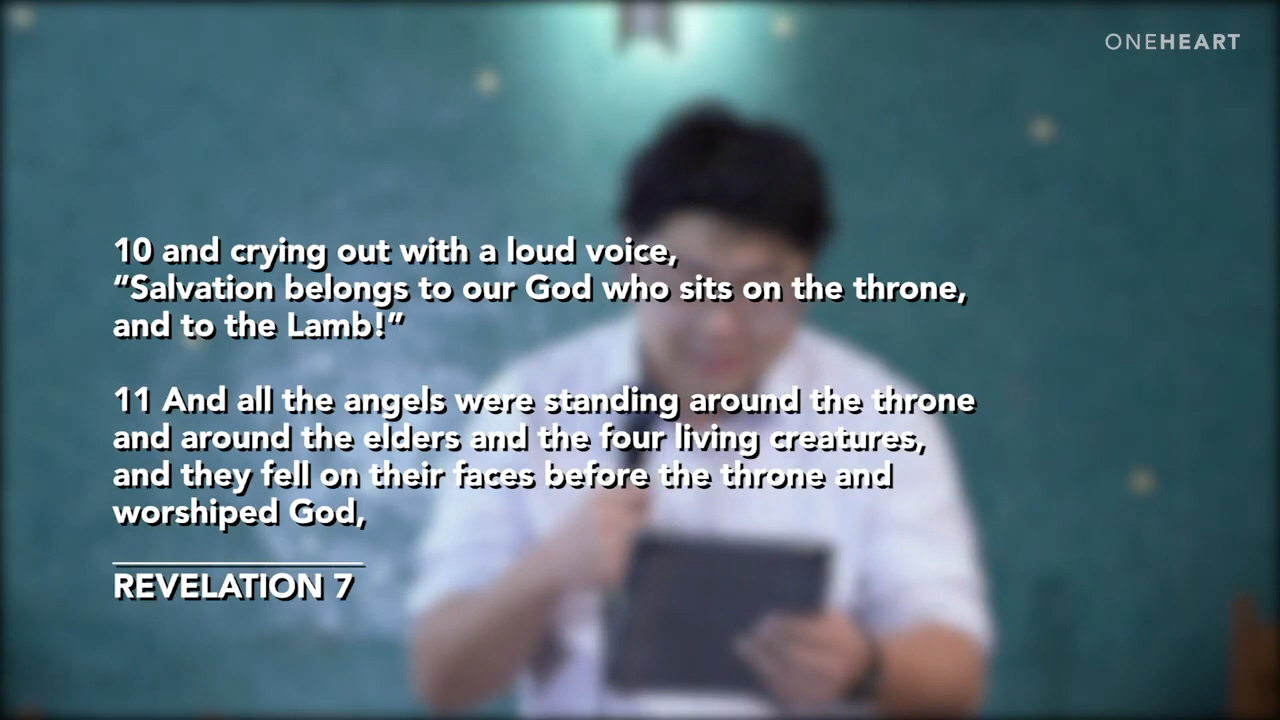 ONEHEART
10 and crying out with a loud voice,
“Salvation belongs to our God who sits on the throne,
and to the Lamb!”
11 And all the angels were standing around the throne
and around the elders and the four living creatures,
and they fell on their faces before the throne and
worshiped God,
REVELATION 7